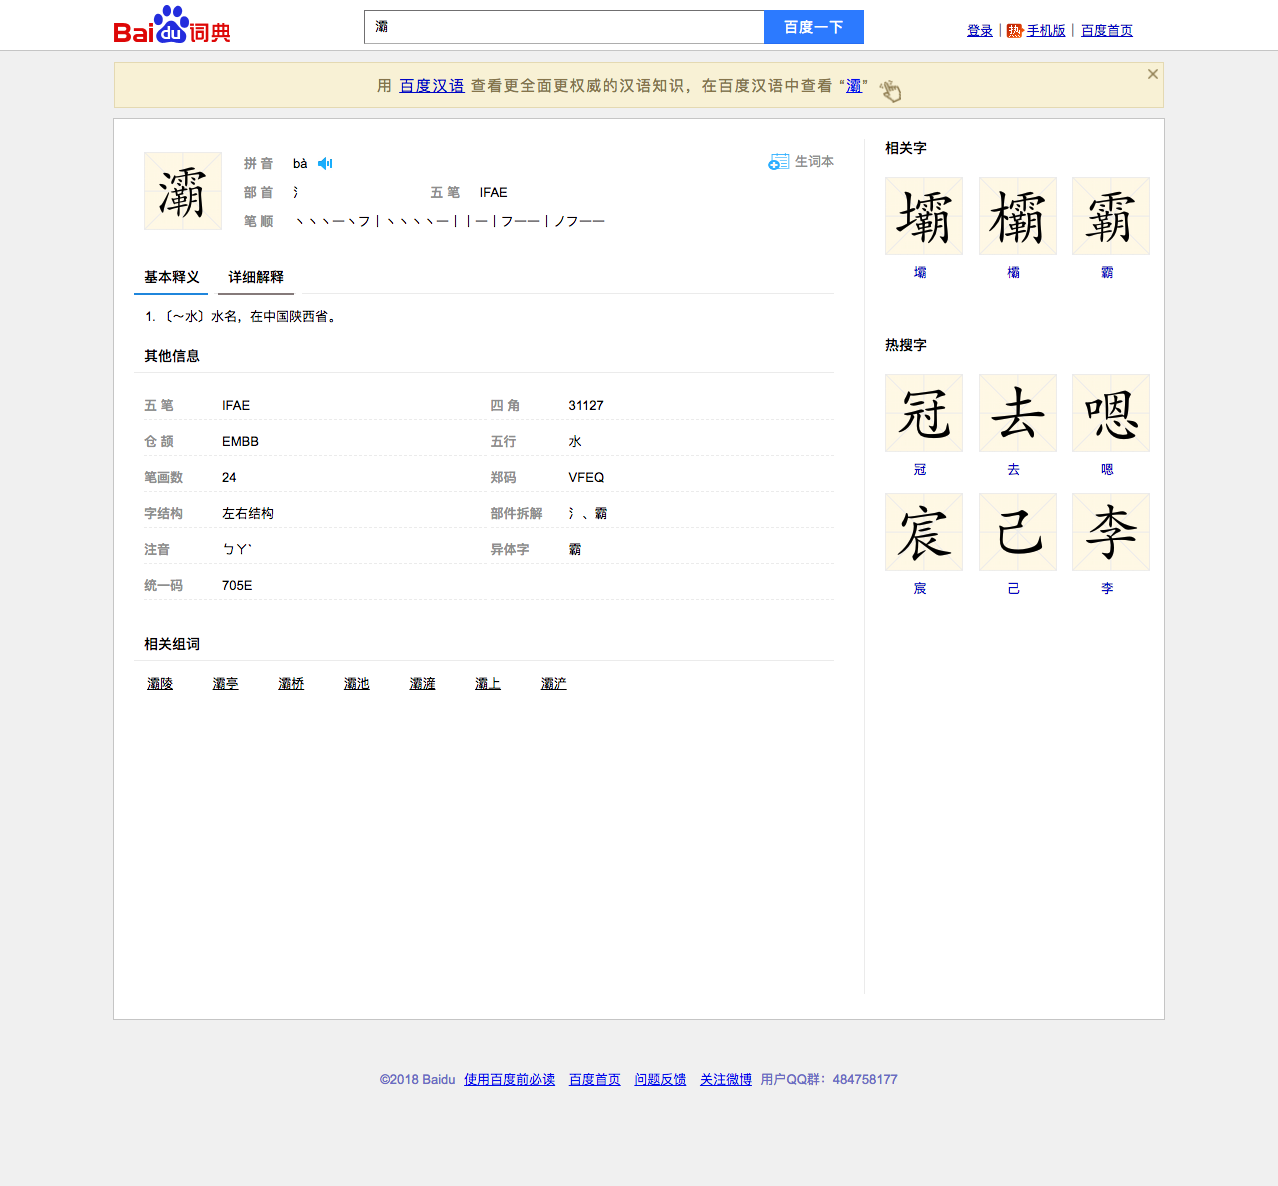 Baidu词典
灞
百度一下
登录 | 热 手机版 | 百度首页
用 百度汉语 查看更全面更权威的汉语知识，在百度汉语中查看 “灞”
灞
拼 音 bà
生词本
部 首 氵 五 笔 IFAE
笔 顺 丶丶丶一丶フ丨丶丶丶丶一丨丨一丨フ一一丨ノフ一一
基本释义 详细解释
1. 〔～水〕水名，在中国陕西省。
其他信息
五 笔 IFAE 四 角 31127
仓 颉 EMBB 五行 水
笔画数 24 郑码 VFEQ
字结构 左右结构 部件拆解 氵、霸
注音 ㄅㄚˋ 异体字 霸
统一码 705E
相关组词
灞陵 灞亭 灞桥 灞池 灞滻 灞上 灞浐
相关字
壩 欛 霸
壩 欛 霸
热搜字
冠 去 嗯
冠 去 嗯
宸 己 李
宸 己 李
©2018 Baidu 使用百度前必读 百度首页 问题反馈 关注微博 用户QQ群：484758177